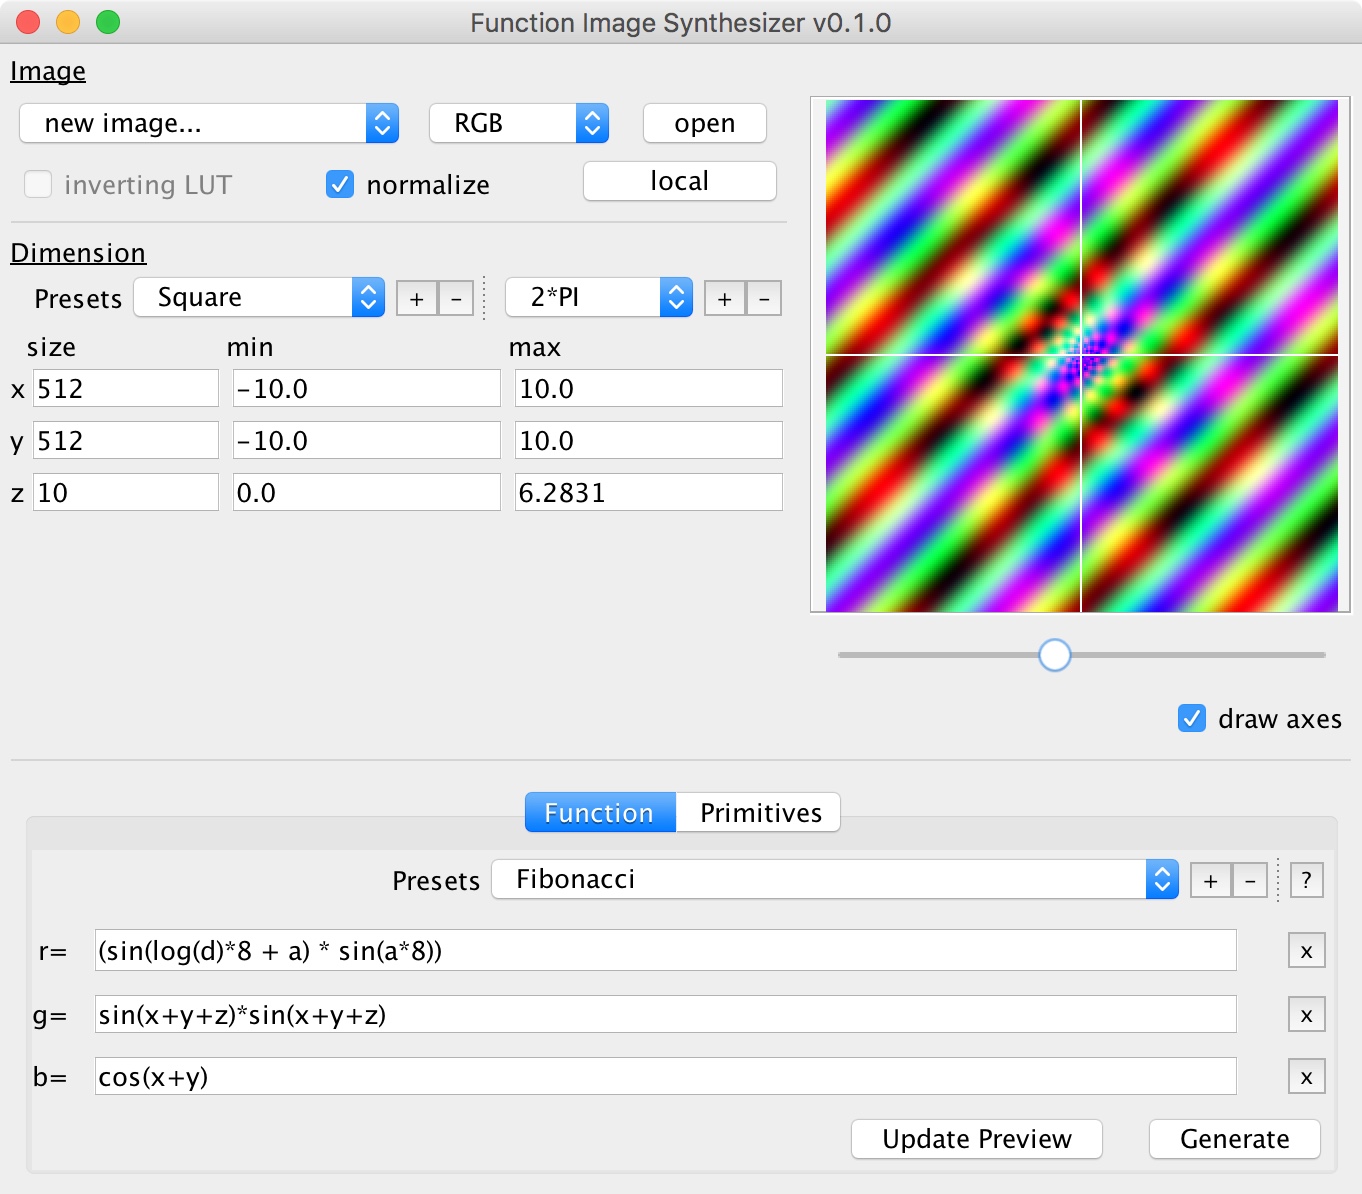 Function Image Synthesizer v0.1.0
Image
new image... RGB open
inverting LUT normalize local
Dimension
Presets Square + - 2*PI + -
size min max
x 512 -10.0 10.0
y 512 -10.0 10.0
z 10 0.0 6.2831
draw axes
Function Primitives
Presets Fibonacci + - ?
r= (sin(log(d)*8 + a) * sin(a*8)) x
g= sin(x+y+z)*sin(x+y+z) x
b= cos(x+y) x
Update Preview Generate